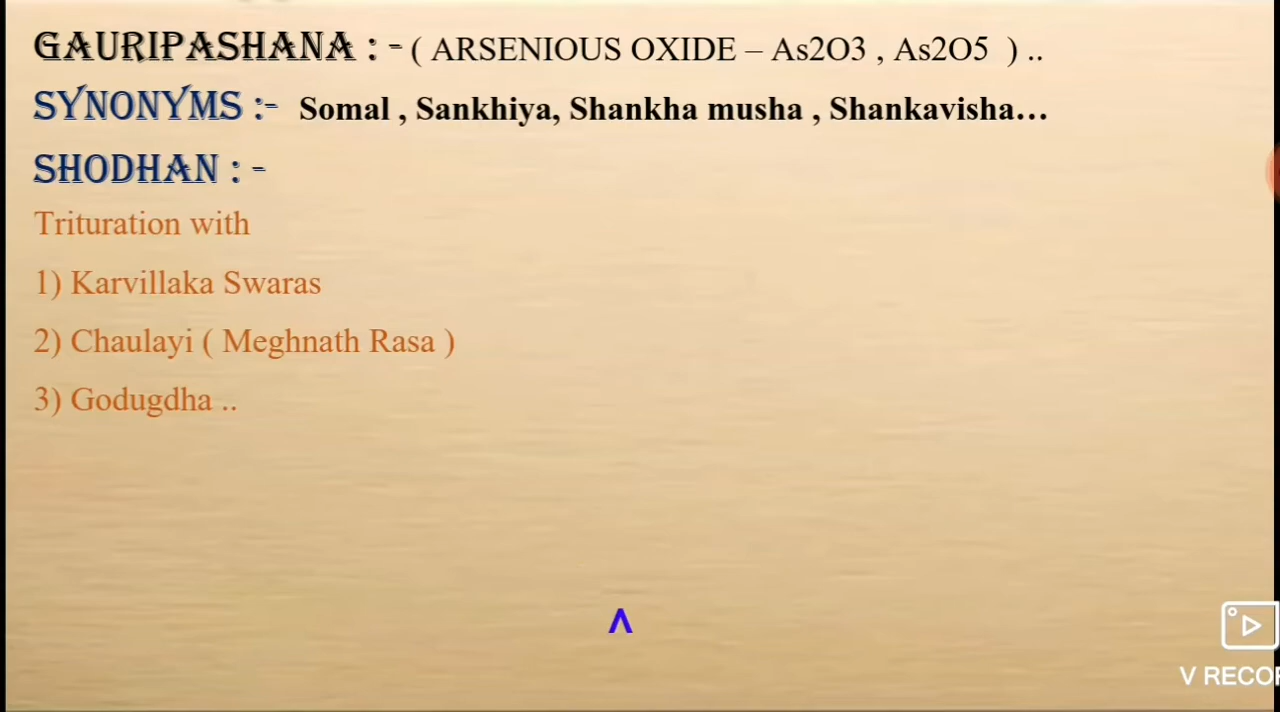 GAURIPASHANA : - ( ARSENIOUS OXIDE – As2O3 , As2O5 ) ..
SYNONYMS :- Somal , Sankhiya, Shankha musha , Shankavisha...
SHODHAN : -
Trituration with
1) Karvillaka Swaras
2) Chaulayi ( Meghnath Rasa )
3) Godugdha ..
^
V RECOR